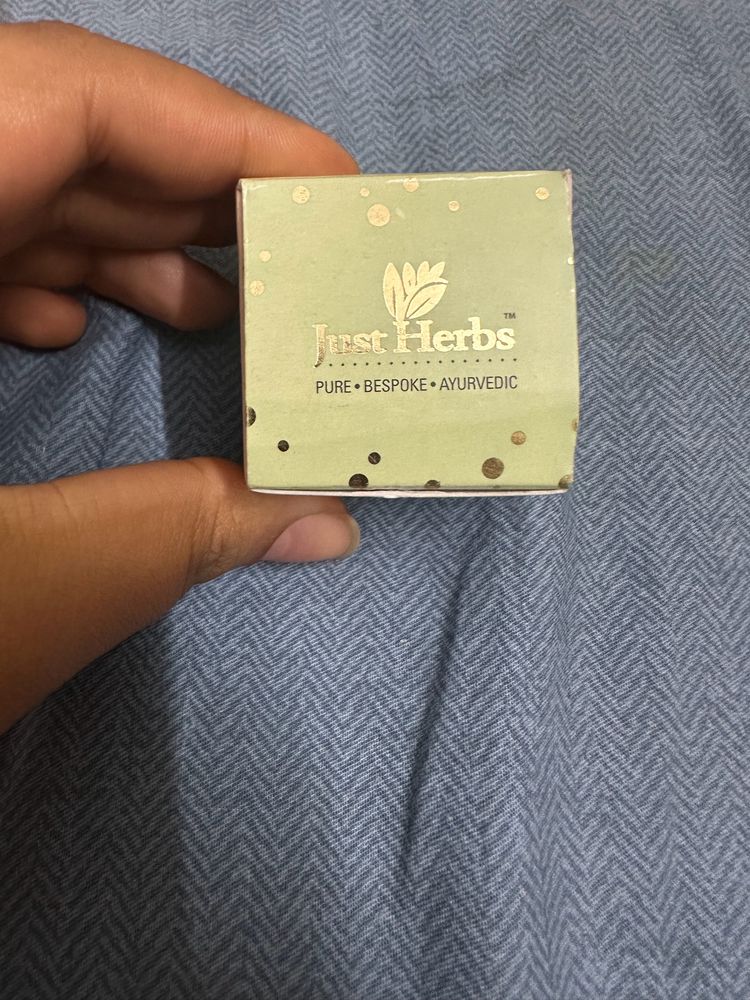 Just Herbs™
PURE • BESPOKE • AYURVEDIC